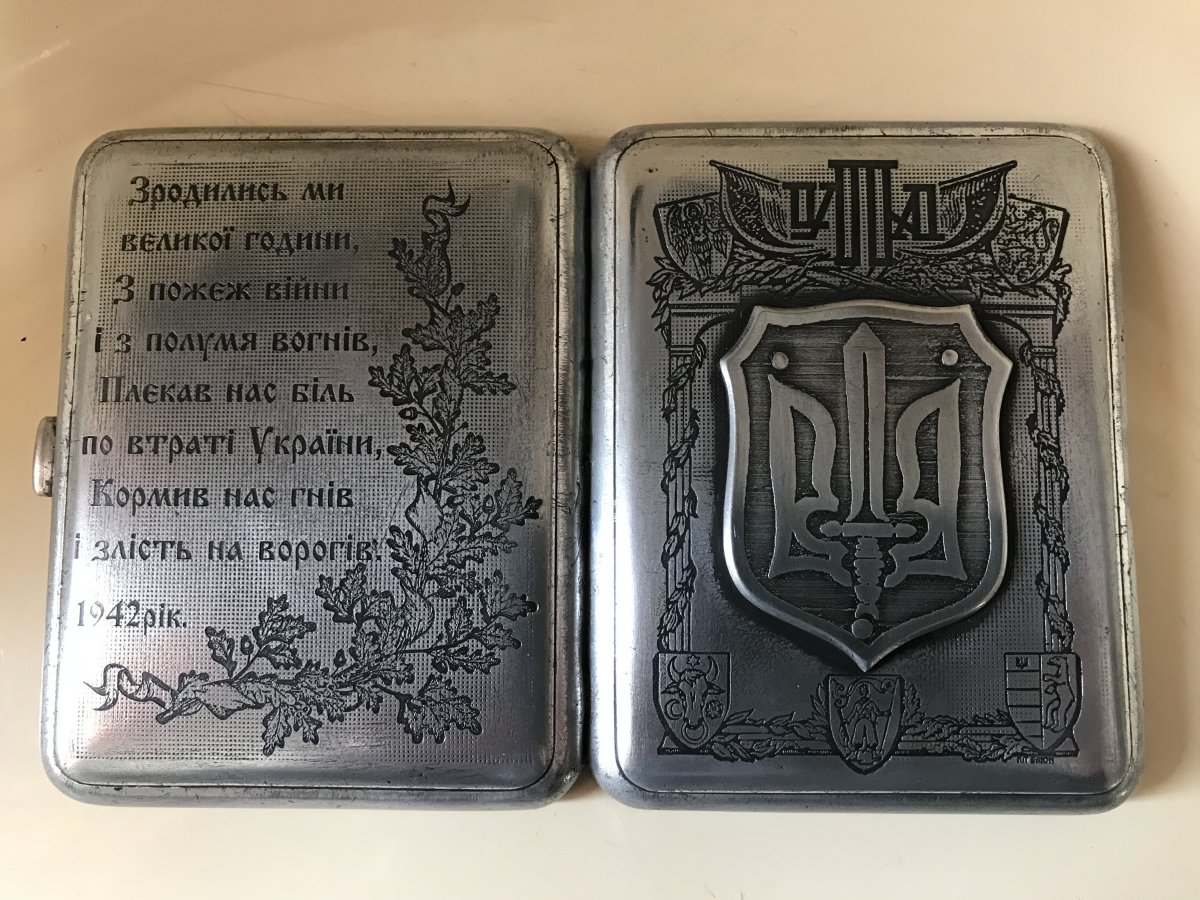 Зродились ми
великої години,
З пожеж війни
і з полумя вогнів,
Плекав нас біль
по втраті України,
Кормив нас гнів
і злість на ворогів.
1942рік.